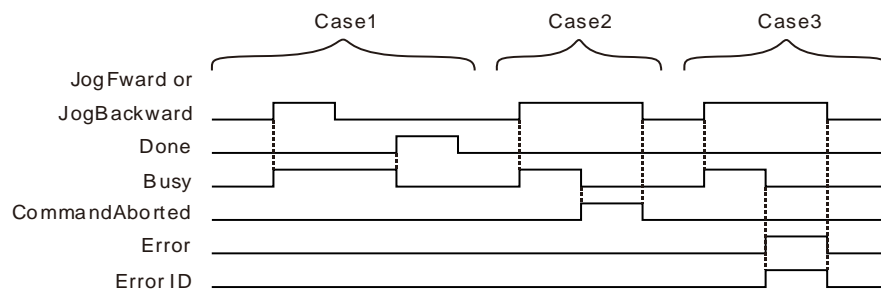 Case1 Case2 Case3
JogFward or
JogBackward
Done
Busy
CommandAborted
Error
Error ID